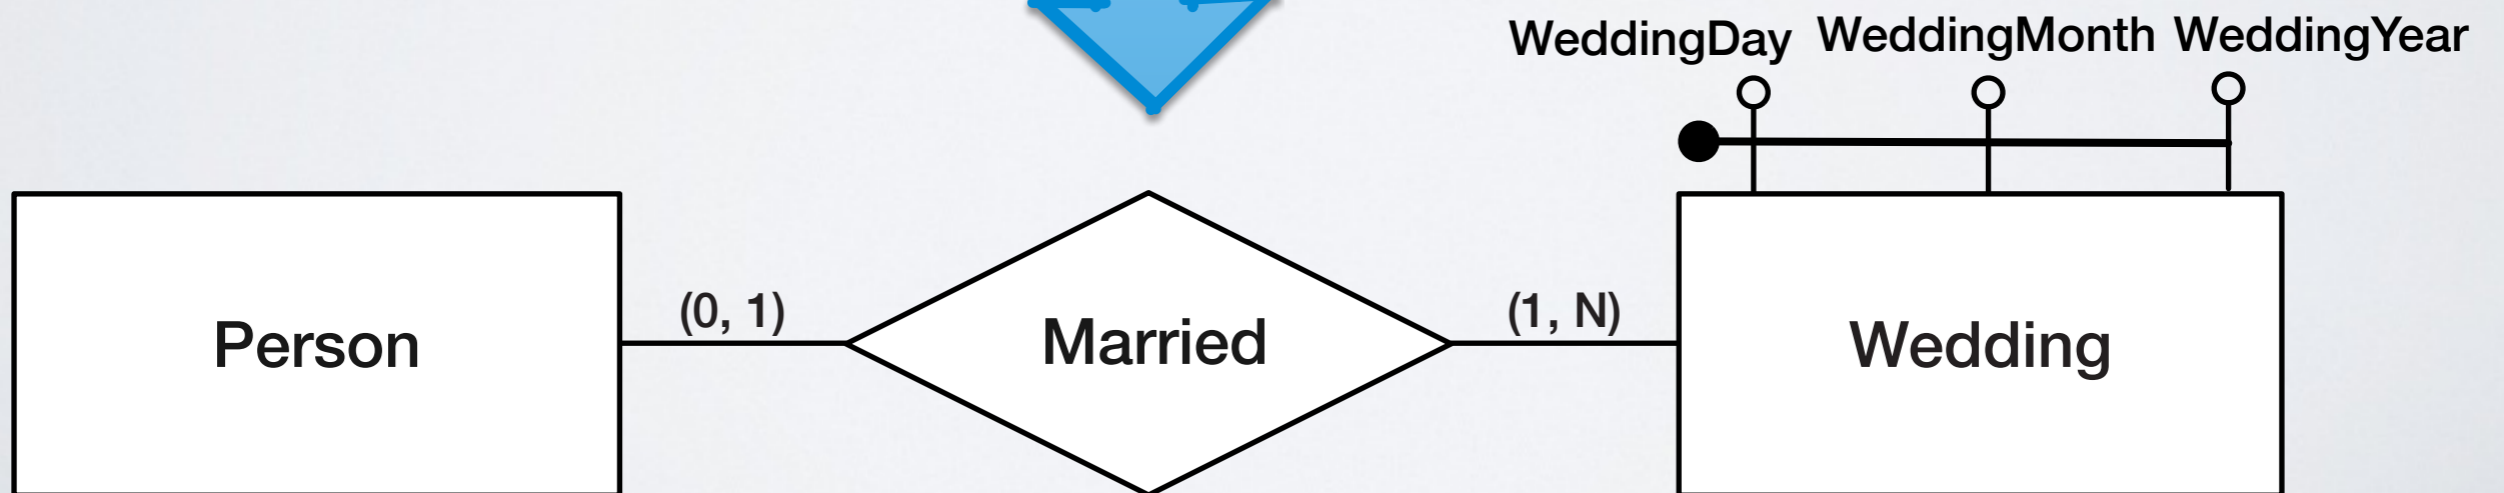 WeddingDay WeddingMonth WeddingYear
(0, 1)
(1, N)
Person
Married
Wedding